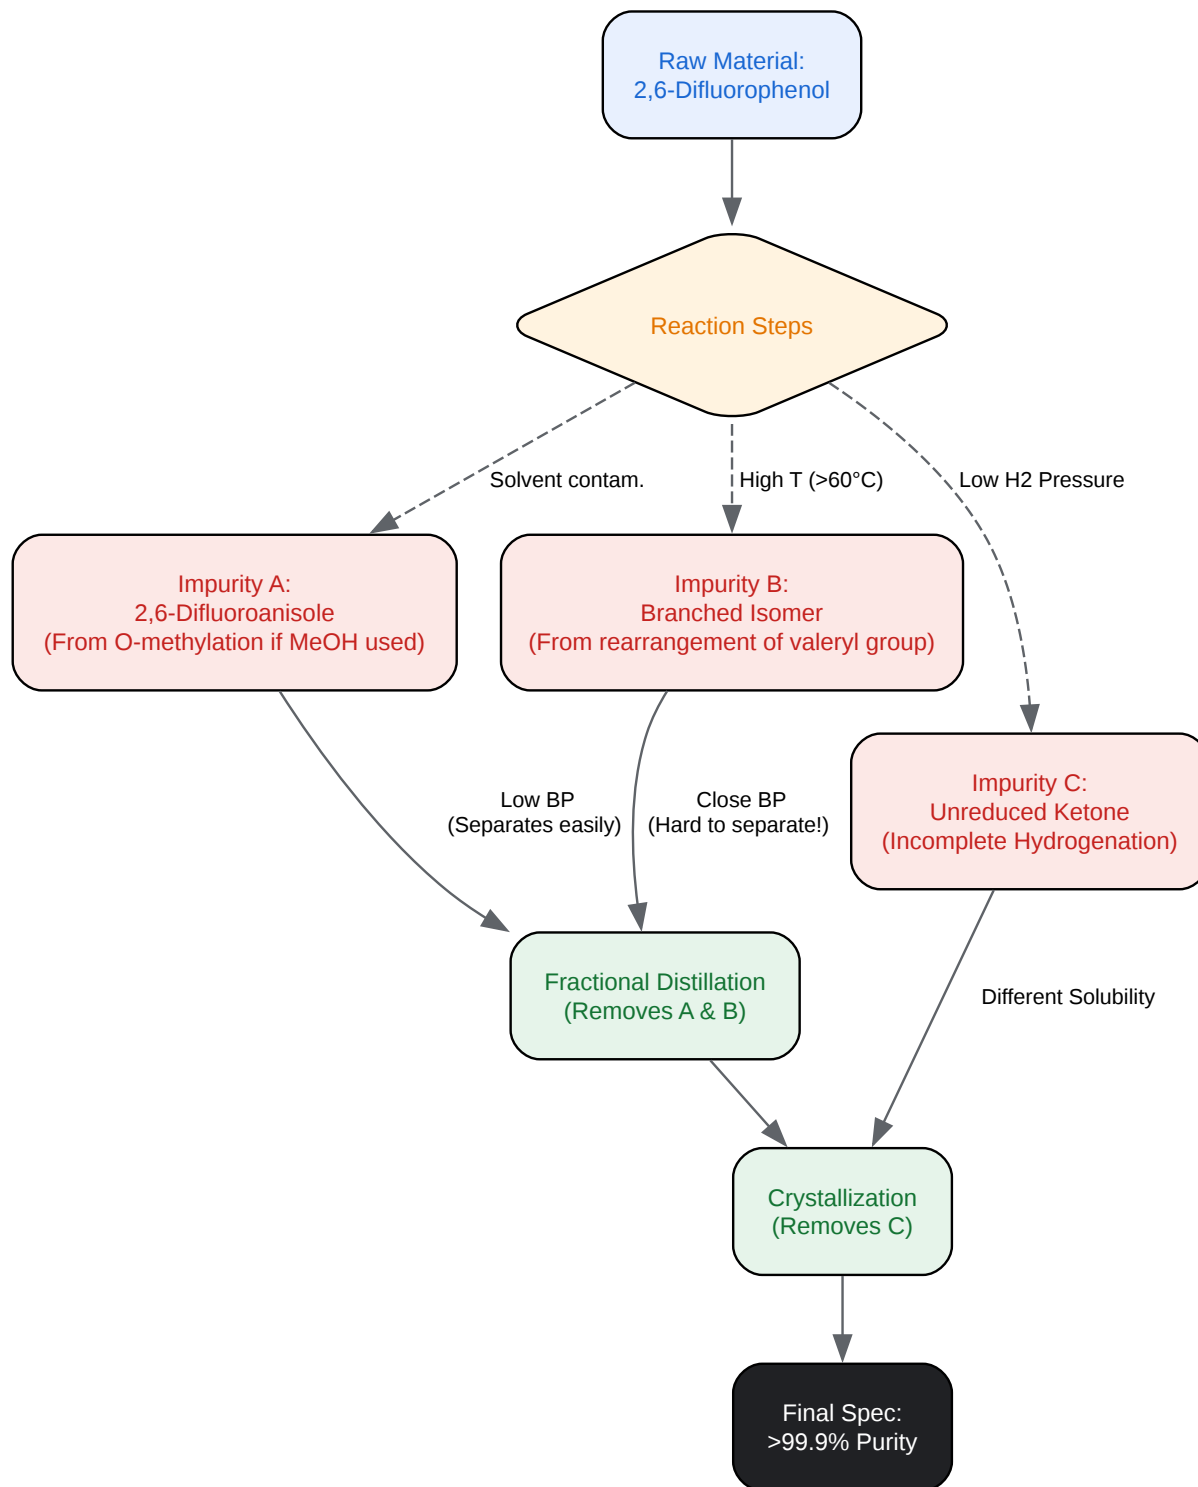 Raw Material:
2,6-Difluorophenol
Reaction Steps
Solvent contam.
High T (>60°C)
Low H2 Pressure
Impurity A:
2,6-Difluoroanisole
(From O-methylation if MeOH used)
Impurity B:
Branched Isomer
(From rearrangement of valeryl group)
Impurity C:
Unreduced Ketone
(Incomplete Hydrogenation)
Low BP
(Separates easily)
Close BP
(Hard to separate!)
Fractional Distillation
(Removes A & B)
Different Solubility
Crystallization
(Removes C)
Final Spec:
>99.9% Purity